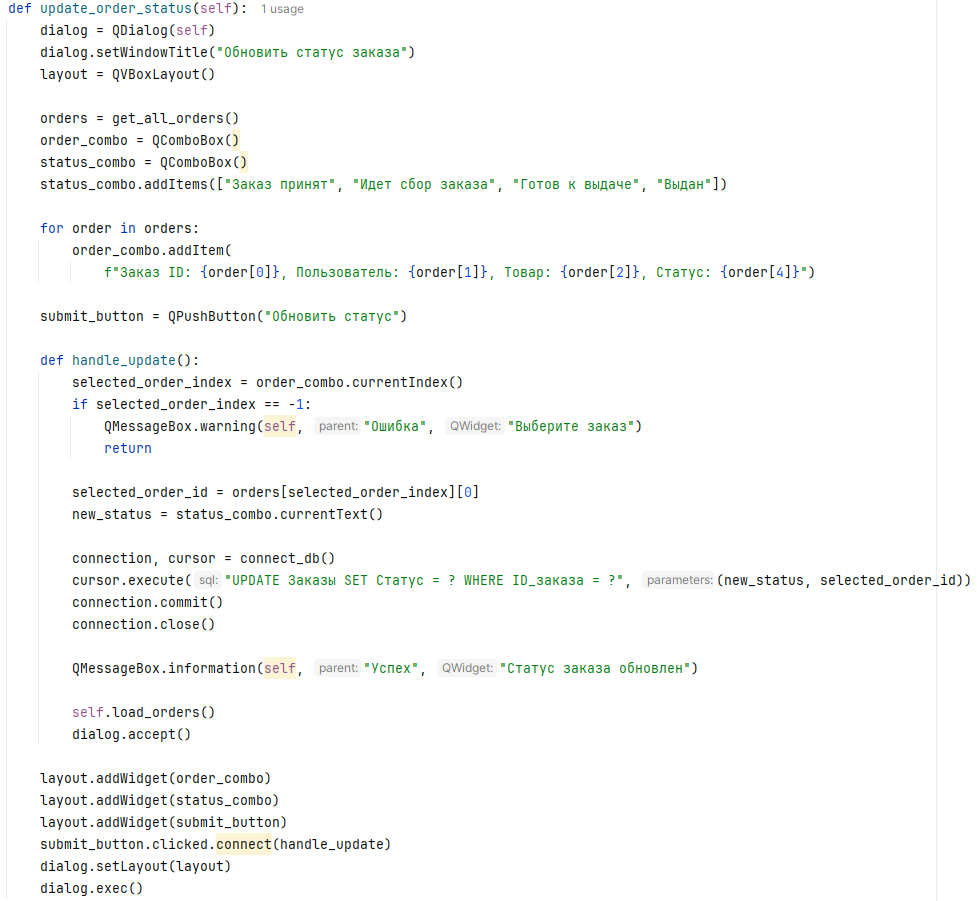 def update_order_status(self): 1 usage
    dialog = QDialog(self)
    dialog.setWindowTitle("Обновить статус заказа")
    layout = QVBoxLayout()

    orders = get_all_orders()
    order_combo = QComboBox()
    status_combo = QComboBox()
    status_combo.addItems(["Заказ принят", "Идет сбор заказа", "Готов к выдаче", "Выдан"])

    for order in orders:
        order_combo.addItem(
            f"Заказ ID: {order[0]}, Пользователь: {order[1]}, Товар: {order[2]}, Статус: {order[4]}")

    submit_button = QPushButton("Обновить статус")

    def handle_update():
        selected_order_index = order_combo.currentIndex()
        if selected_order_index == -1:
            QMessageBox.warning(self, parent: "Ошибка", QWidget: "Выберите заказ")
            return

        selected_order_id = orders[selected_order_index][0]
        new_status = status_combo.currentText()

        connection, cursor = connect_db()
        cursor.execute( sql: "UPDATE Заказы SET Статус = ? WHERE ID_заказа = ?", parameters: (new_status, selected_order_id))
        connection.commit()
        connection.close()

        QMessageBox.information(self, parent: "Успех", QWidget: "Статус заказа обновлен")

        self.load_orders()
        dialog.accept()

    layout.addWidget(order_combo)
    layout.addWidget(status_combo)
    layout.addWidget(submit_button)
    submit_button.clicked.connect(handle_update)
    dialog.setLayout(layout)
    dialog.exec()